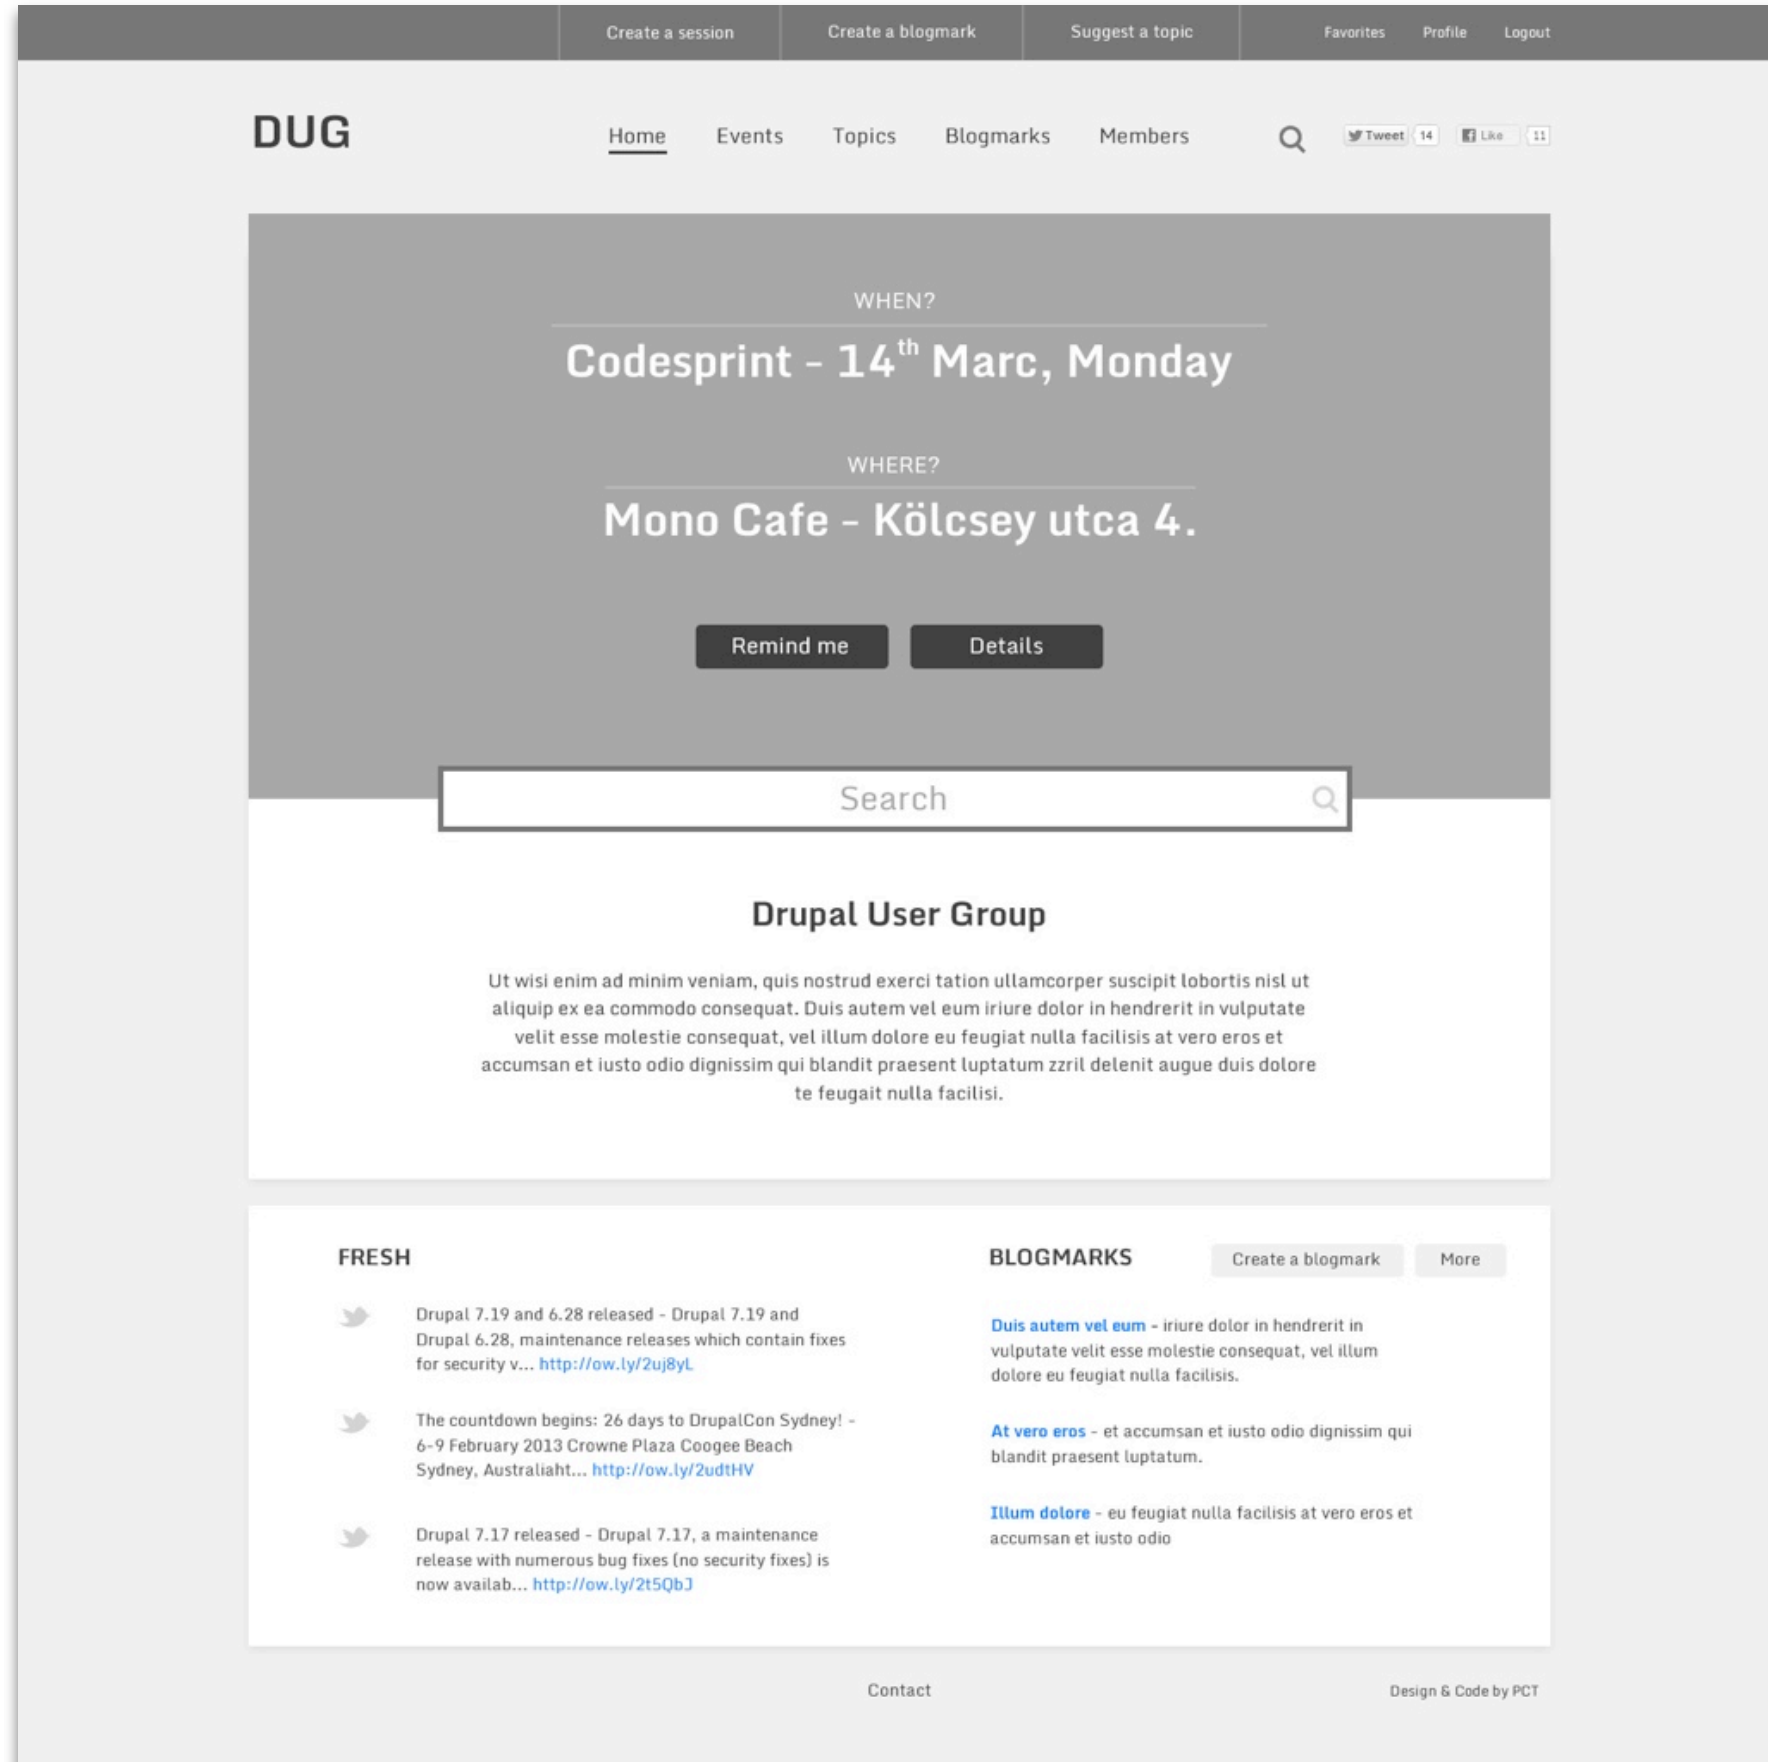 Create a session Create a blogmark Suggest a topic Favorites Profile Logout
DUG Home Events Topics Blogmarks Members Tweet 14 Like 11
WHEN?
Codesprint - 14th Marc, Monday
WHERE?
Mono Cafe - Kölcsey utca 4.
Remind me Details
Search
Drupal User Group
Ut wisi enim ad minim veniam, quis nostrud exerci tation ullamcorper suscipit lobortis nisl ut
aliquip ex ea commodo consequat. Duis autem vel eum iriure dolor in hendrerit in vulputate
velit esse molestie consequat, vel illum dolore eu feugiat nulla facilisis at vero eros et
accumsan et iusto odio dignissim qui blandit praesent luptatum zzril delenit augue duis dolore
te feugait nulla facilisi.
FRESH
Drupal 7.19 and 6.28 released - Drupal 7.19 and
Drupal 6.28, maintenance releases which contain fixes
for security v... http://ow.ly/2uj8yL
The countdown begins: 26 days to DrupalCon Sydney! -
6-9 February 2013 Crowne Plaza Coogee Beach
Sydney, Australiaht... http://ow.ly/2udtHV
Drupal 7.17 released - Drupal 7.17, a maintenance
release with numerous bug fixes (no security fixes) is
now availab... http://ow.ly/2t5QbJ
BLOGMARKS Create a blogmark More
Duis autem vel eum - iriure dolor in hendrerit in
vulputate velit esse molestie consequat, vel illum
dolore eu feugiat nulla facilisis.
At vero eros - et accumsan et iusto odio dignissim qui
blandit praesent luptatum.
Illum dolore - eu feugiat nulla facilisis at vero eros et
accumsan et iusto odio
Contact Design & Code by PCT